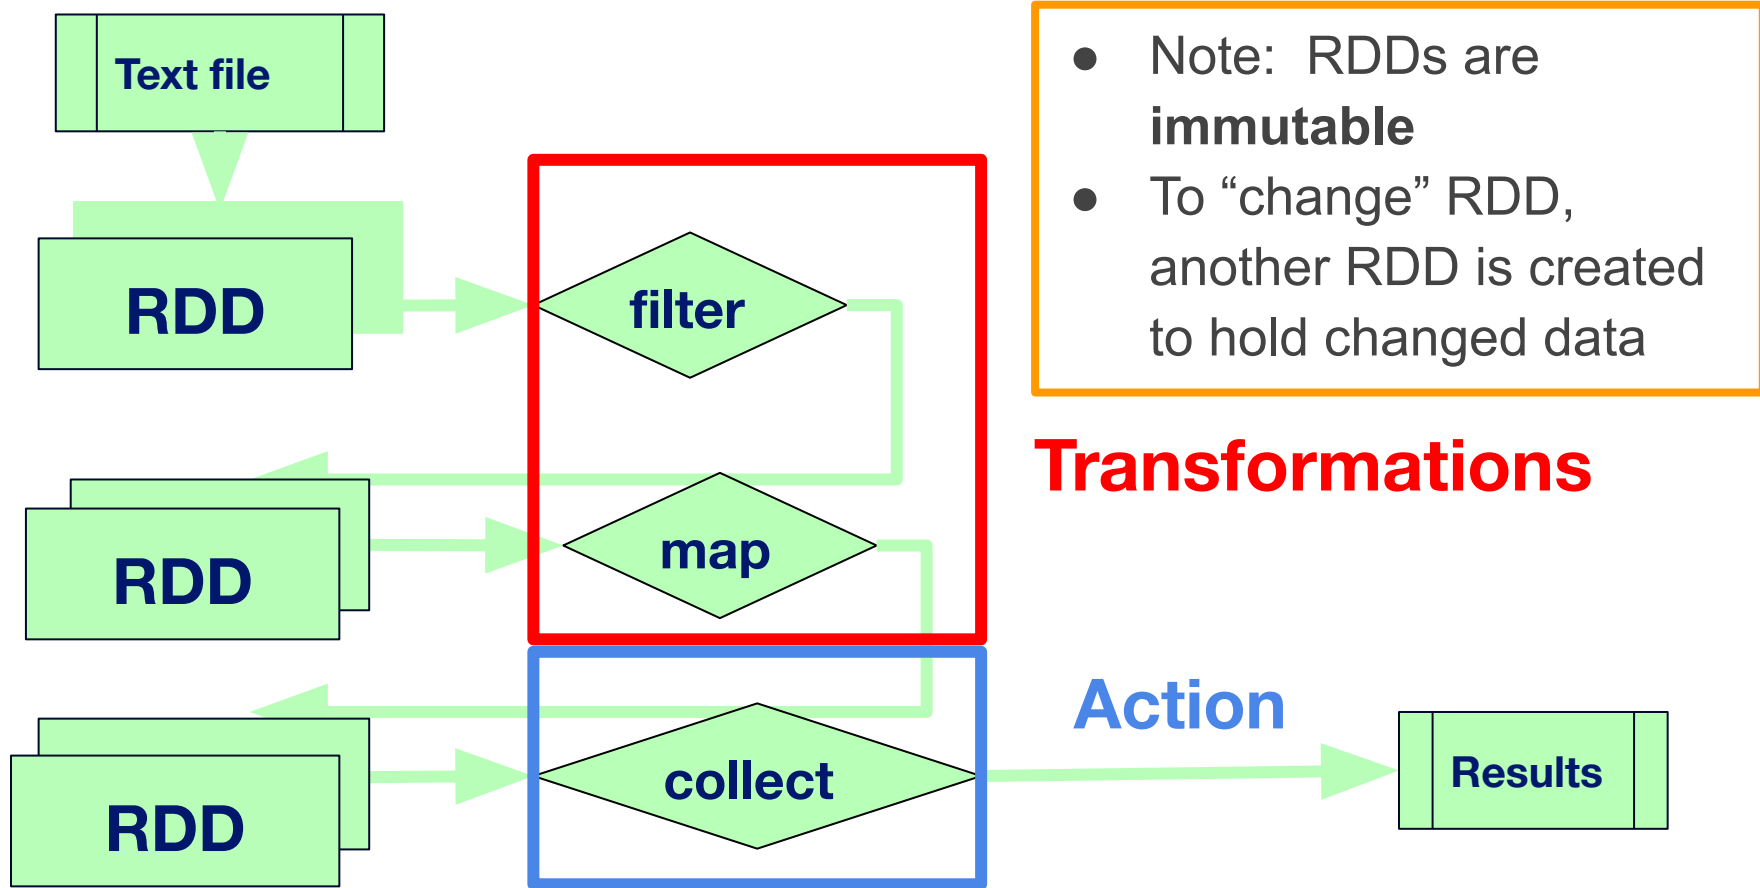 Text file
● Note: RDDs are
immutable
● To “change” RDD,
another RDD is created
to hold changed data
RDD
filter
Transformations
RDD
map
Action
RDD
collect
Results